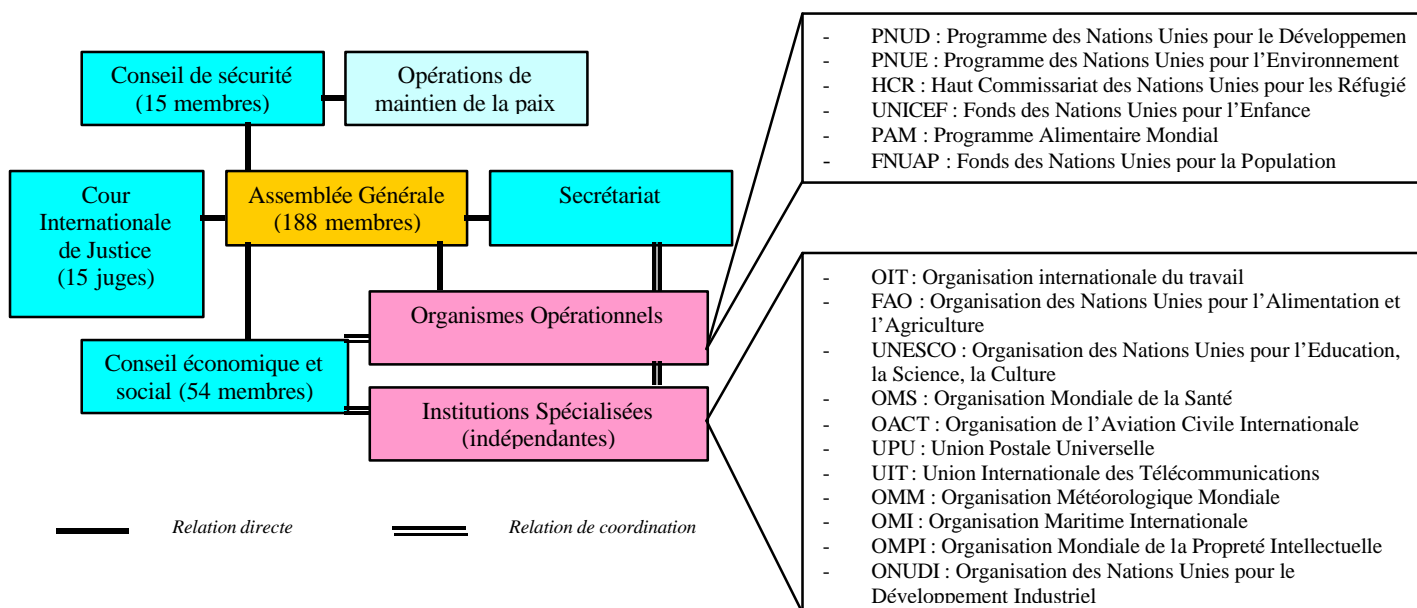 Conseil de sécurité
(15 membres)
Opérations de
maintien de la paix
Cour
Internationale
de Justice
(15 juges)
Assemblée Générale
(188 membres)
Secrétariat
Organismes Opérationnels
Conseil économique et
social (54 membres)
Institutions Spécialisées
(indépendantes)
Relation directe
Relation de coordination
- PNUD : Programme des Nations Unies pour le Développemen
- PNUE : Programme des Nations Unies pour l’Environnement
- HCR : Haut Commissariat des Nations Unies pour les Réfugié
- UNICEF : Fonds des Nations Unies pour l’Enfance
- PAM : Programme Alimentaire Mondial
- FNUAP : Fonds des Nations Unies pour la Population
- OIT : Organisation internationale du travail
- FAO : Organisation des Nations Unies pour l’Alimentation et
l’Agriculture
- UNESCO : Organisation des Nations Unies pour l’Education,
la Science, la Culture
- OMS : Organisation Mondiale de la Santé
- OACT : Organisation de l’Aviation Civile Internationale
- UPU : Union Postale Universelle
- UIT : Union Internationale des Télécommunications
- OMM : Organisation Météorologique Mondiale
- OMI : Organisation Maritime Internationale
- OMPI : Organisation Mondiale de la Propreté Intellectuelle
- ONUDI : Organisation des Nations Unies pour le
Développement Industriel